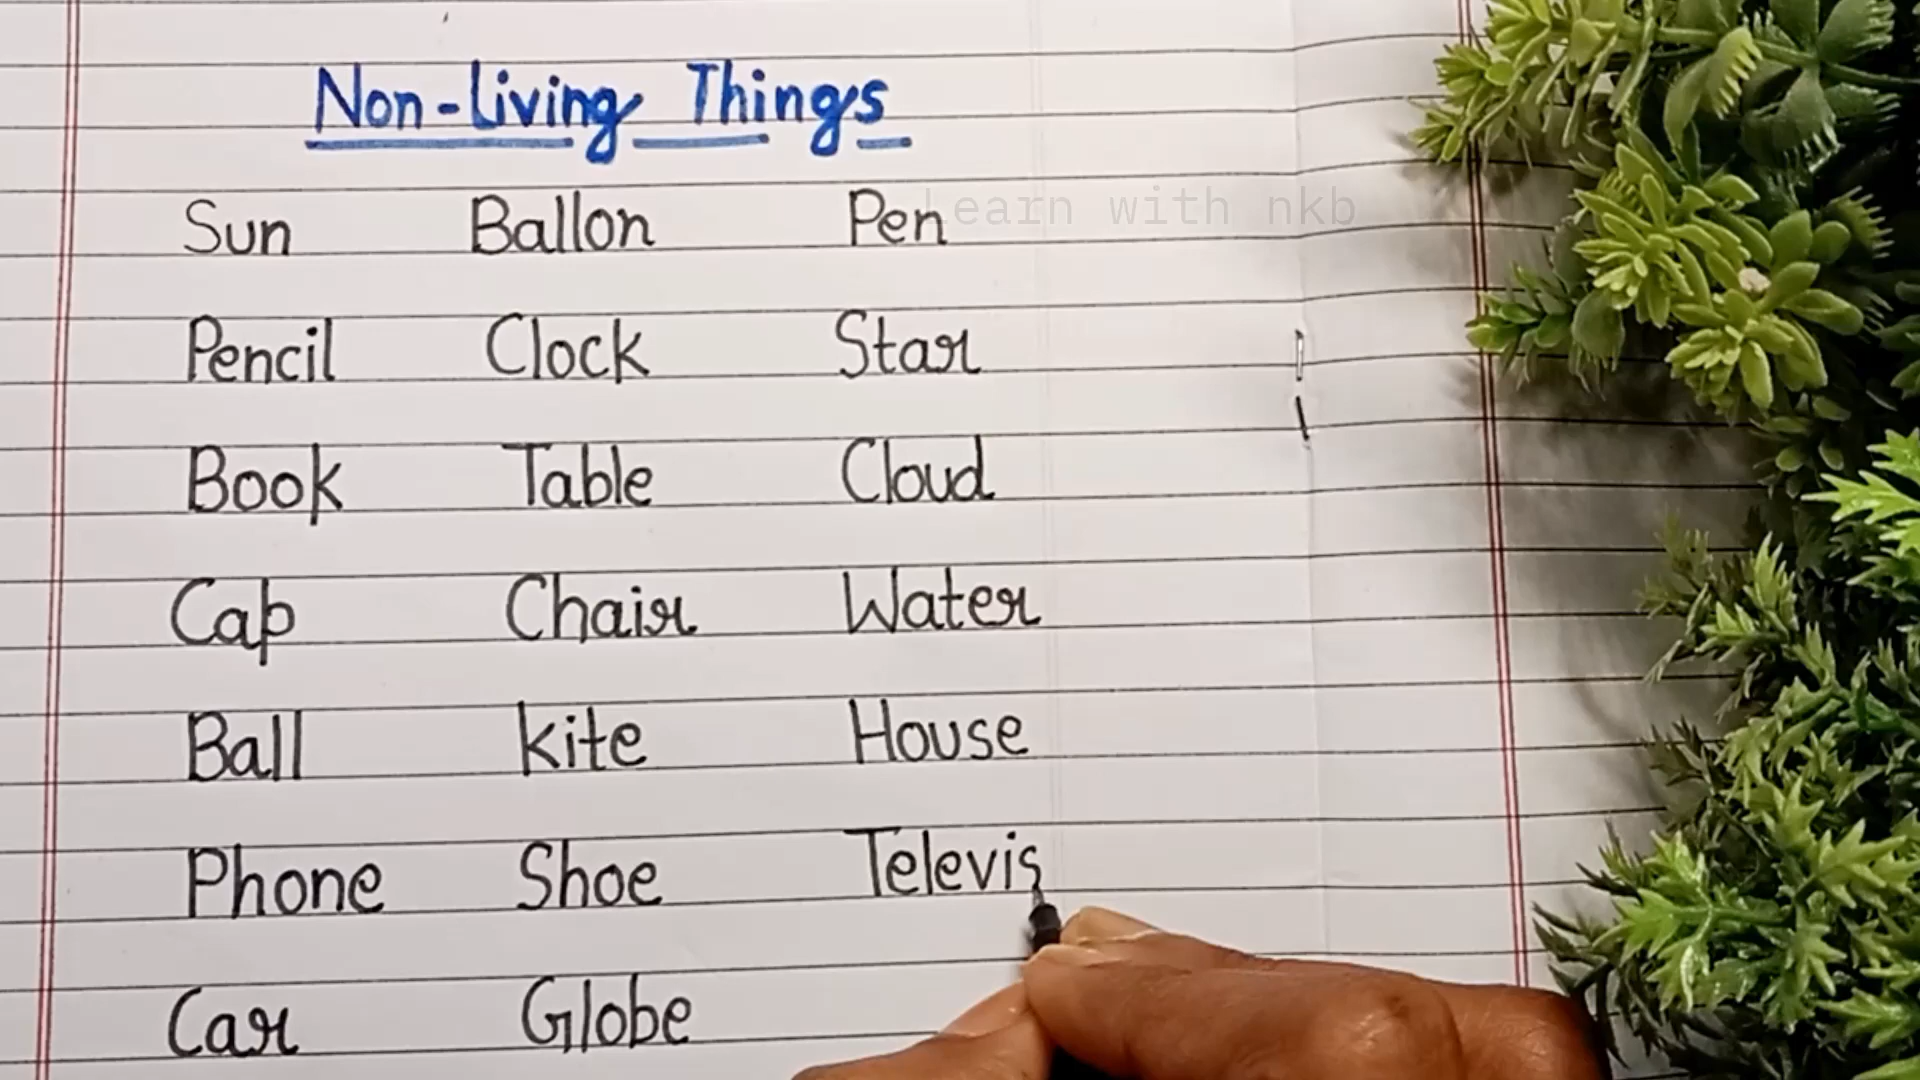 Non-Living Things
Sun Ballon Pen
Learn with nkb
Pencil Clock Star
Book Table Cloud
Cap Chair Water
Ball Kite House
Phone Shoe Televis
Car Globe